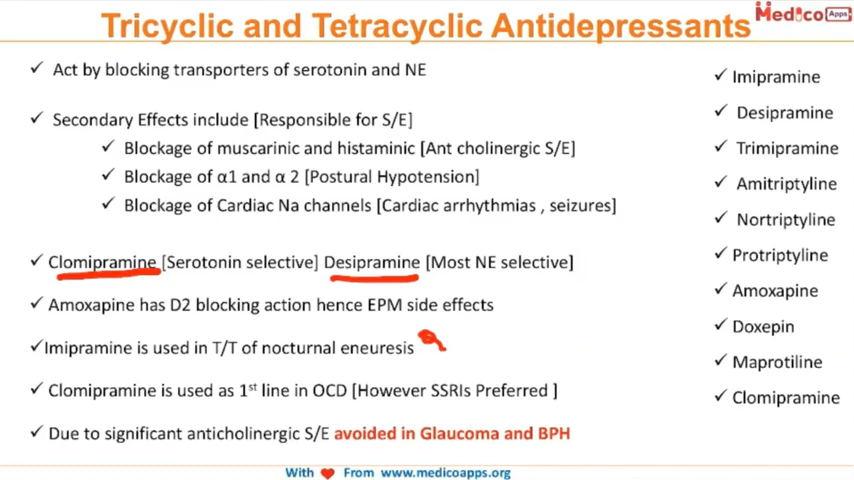 Tricyclic and Tetracyclic Antidepressants
Medico Apps
✓ Act by blocking transporters of serotonin and NE
✓ Secondary Effects include [Responsible for S/E]
✓ Blockage of muscarinic and histaminic [Ant cholinergic S/E]
✓ Blockage of α1 and α 2 [Postural Hypotension]
✓ Blockage of Cardiac Na channels [Cardiac arrhythmias , seizures]
✓ Clomipramine [Serotonin selective] Desipramine [Most NE selective]
✓ Amoxapine has D2 blocking action hence EPM side effects
✓Imipramine is used in T/T of nocturnal eneuresis
✓ Clomipramine is used as 1st line in OCD [However SSRIs Preferred ]
✓ Due to significant anticholinergic S/E avoided in Glaucoma and BPH
✓ Imipramine
✓ Desipramine
✓ Trimipramine
✓ Amitriptyline
✓ Nortriptyline
✓ Protriptyline
✓ Amoxapine
✓ Doxepin
✓ Maprotiline
✓ Clomipramine
With ❤ From www.medicoapps.org